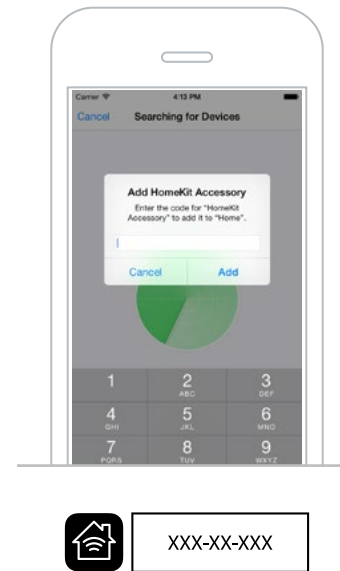 Carrier 4:13 PM
Cancel Searching for Devices
Add HomeKit Accessory
Enter the code for "HomeKit
Accessory" to add it to "Home".
Cancel Add
1 2 3
ABC DEF
4 5 6
GHI JKL MNO
7 8 9
PQRS TUV WXYZ
XXX-XX-XXX